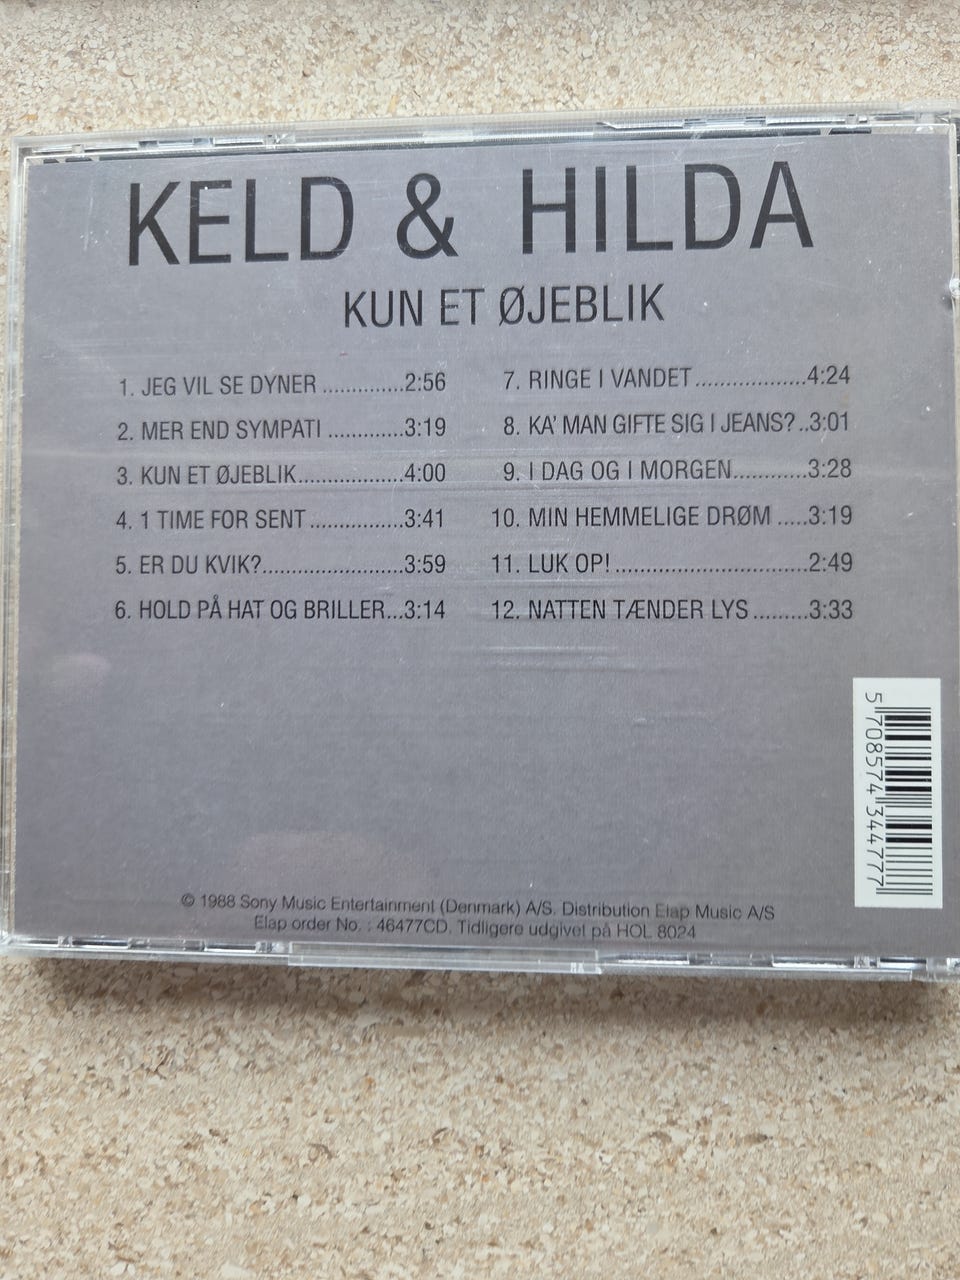 KELD & HILDA
KUN ET ØJEBLIK
1. JEG VIL SE DYNER ..............2:56
2. MER END SYMPATI .............3:19
3. KUN ET ØJEBLIK..................4:00
4. 1 TIME FOR SENT ................3:41
5. ER DU KVIK?........................3:59
6. HOLD PÅ HAT OG BRILLER...3:14
7. RINGE I VANDET...................4:24
8. KA' MAN GIFTE SIG I JEANS?..3:01
9. I DAG OG I MORGEN.............3:28
10. MIN HEMMELIGE DRØM .....3:19
11. LUK OP!.................................2:49
12. NATTEN TÆNDER LYS .........3:33
5 708574 344777
© 1988 Sony Music Entertainment (Denmark) A/S. Distribution Elap Music A/S
Elap order No. : 46477CD. Tidligere udgivet på HOL 8024